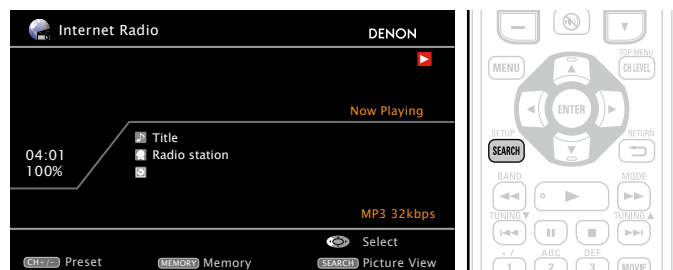 Internet Radio
DENON
Now Playing
Title
04:01
Radio station
100%
MP3 32kbps
Select
CH+/- Preset
MEMORY Memory
SEARCH Picture View
TOP MENU
MENU
CH LEVEL
ENTER
SETUP
RETURN
SEARCH
BAND
MODE
TUNING▼
TUNING▲
. /
ABC
DEF
1
2
3
MOVIE